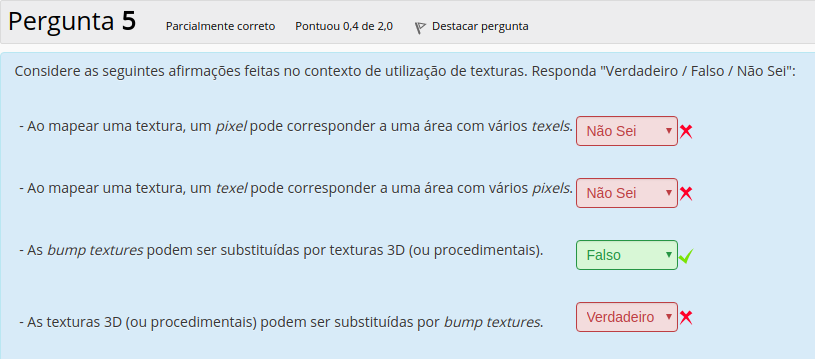 Pergunta 5 Parcialmente correto Pontuou 0,4 de 2,0 Destacar pergunta
Considere as seguintes afirmações feitas no contexto de utilização de texturas. Responda "Verdadeiro / Falso / Não Sei":
- Ao mapear uma textura, um pixel pode corresponder a uma área com vários texels. Não Sei
- Ao mapear uma textura, um texel pode corresponder a uma área com vários pixels. Não Sei
- As bump textures podem ser substituídas por texturas 3D (ou procedimentais). Falso
- As texturas 3D (ou procedimentais) podem ser substituídas por bump textures. Verdadeiro